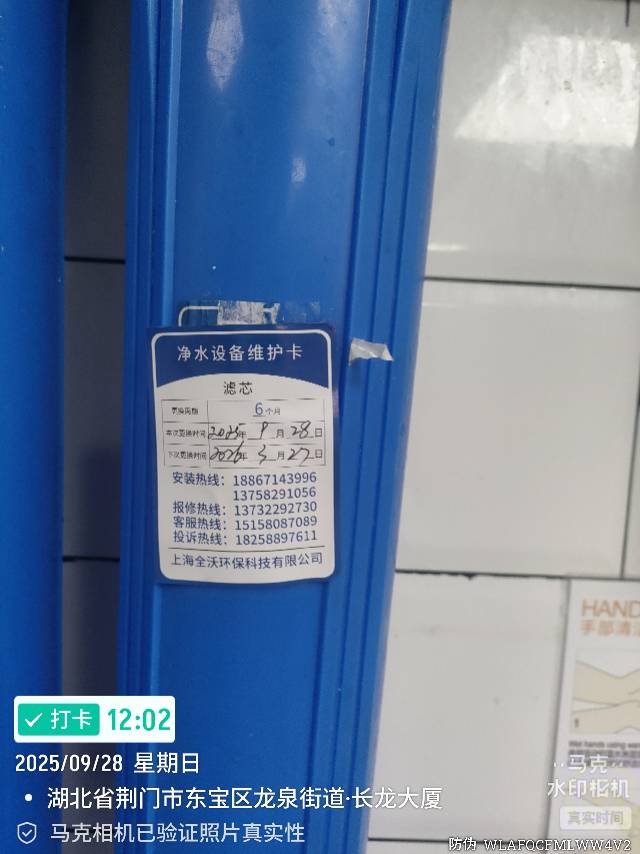 净水设备维护卡
滤芯
更换周期 6个月
本次更换时间 2025年 9月 28日
下次更换时间 2026年 3月 27日
安装热线：18867143996
13758291056
报修热线：13732292730
客服热线：15158087089
投诉热线：18258897611
上海全沃环保科技有限公司
HAND
手部清
打卡 12:02
2025/09/28 星期日
湖北省荆门市东宝区龙泉街道·长龙大厦
马克相机已验证照片真实性
马克
水印相机
真实时间
防伪 WLAFOCFMLWW4V2